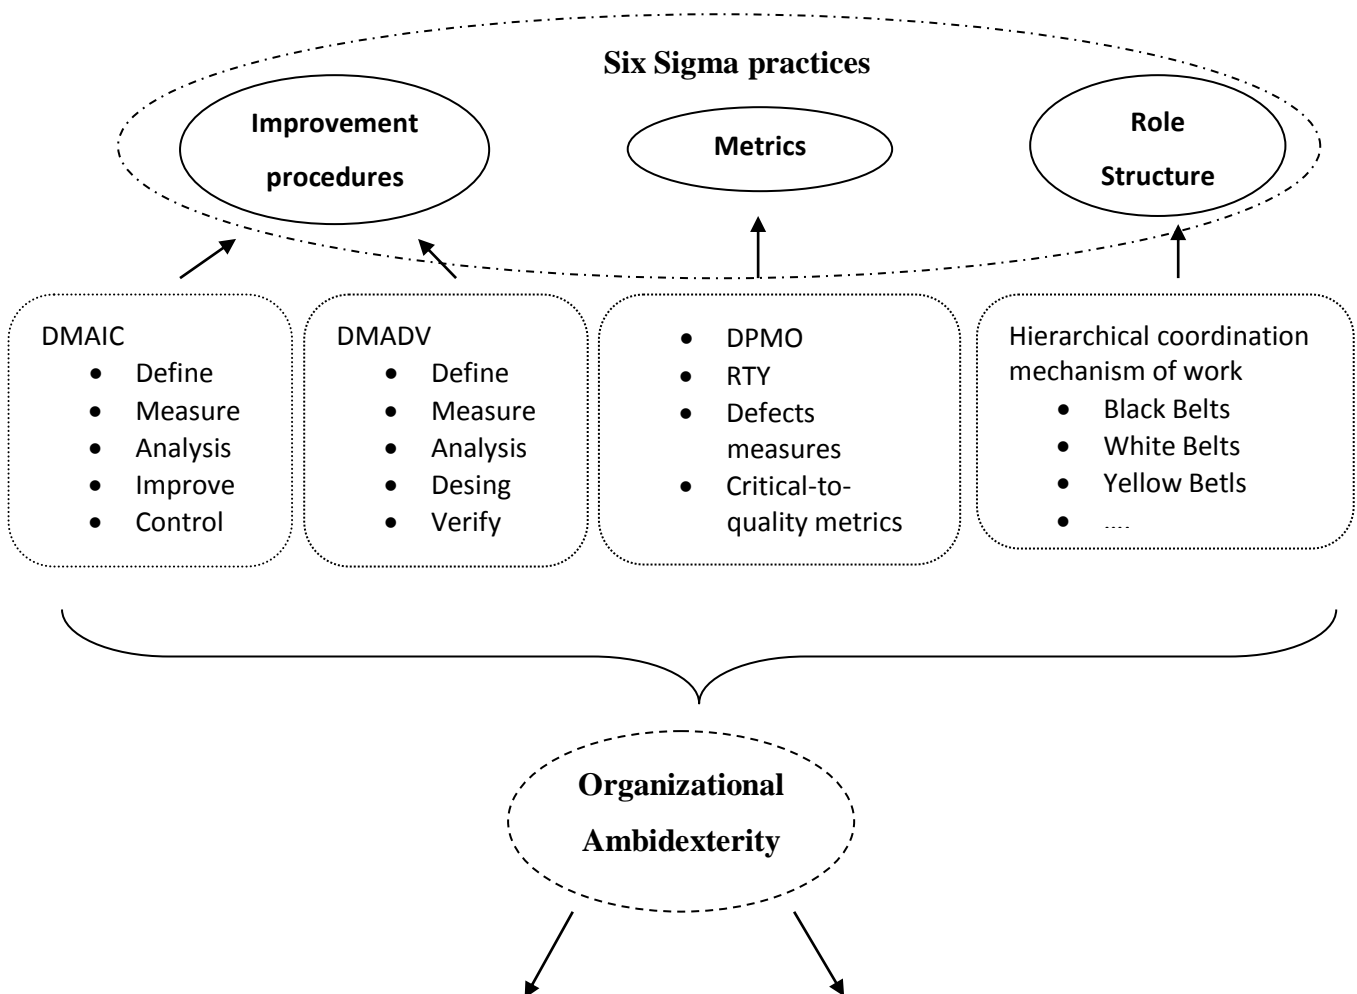 Six Sigma practices
Improvement
procedures
Metrics
Role
Structure
DMAIC
• Define
• Measure
• Analysis
• Improve
• Control
DMADV
• Define
• Measure
• Analysis
• Desing
• Verify
• DPMO
• RTY
• Defects
measures
• Critical-to-
quality metrics
Hierarchical coordination
mechanism of work
• Black Belts
• White Belts
• Yellow Betls
• ....
Organizational
Ambidexterity